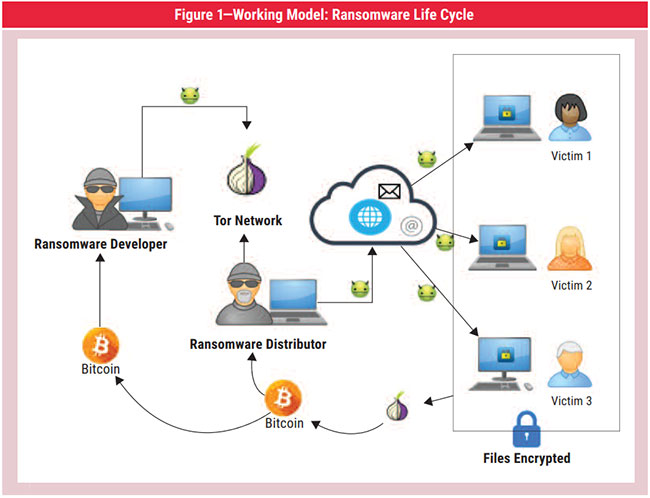 Figure 1—Working Model: Ransomware Life Cycle
Victim 1
Tor Network
Ransomware Developer
@
Victim 2
Ransomware Distributor
Bitcoin
Victim 3
Bitcoin
Files Encrypted